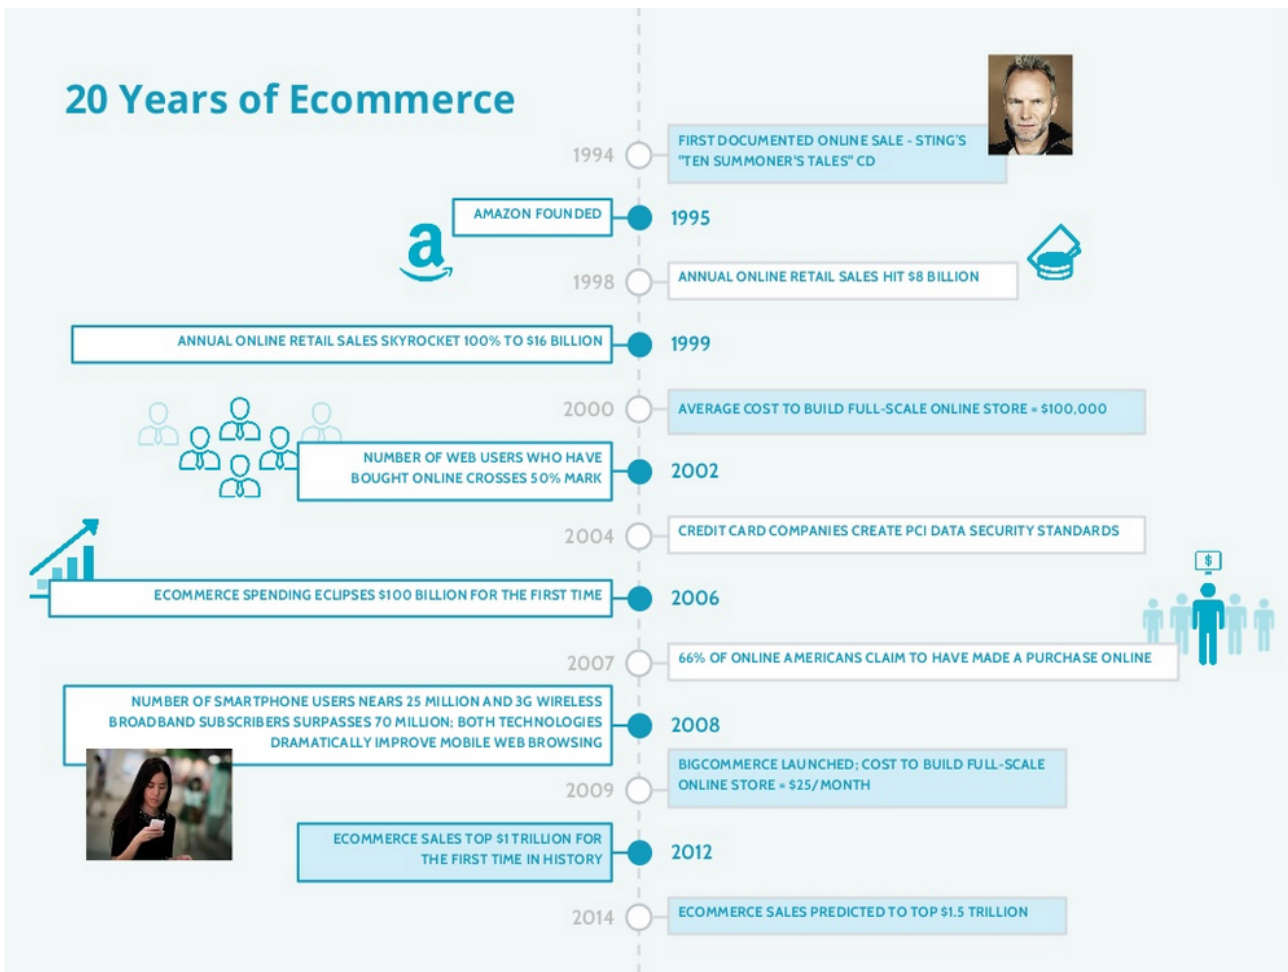 20 Years of Ecommerce
1994
FIRST DOCUMENTED ONLINE SALE - STING'S
"TEN SUMMONER'S TALES" CD
AMAZON FOUNDED
1995
a
1998
ANNUAL ONLINE RETAIL SALES HIT $8 BILLION
ANNUAL ONLINE RETAIL SALES SKYROCKET 100% TO $16 BILLION
1999
2000
AVERAGE COST TO BUILD FULL-SCALE ONLINE STORE = $100,000
NUMBER OF WEB USERS WHO HAVE
BOUGHT ONLINE CROSSES 50% MARK
2002
2004
CREDIT CARD COMPANIES CREATE PCI DATA SECURITY STANDARDS
$
ECOMMERCE SPENDING ECLIPSES $100 BILLION FOR THE FIRST TIME
2006
2007
66% OF ONLINE AMERICANS CLAIM TO HAVE MADE A PURCHASE ONLINE
NUMBER OF SMARTPHONE USERS NEARS 25 MILLION AND 3G WIRELESS
BROADBAND SUBSCRIBERS SURPASSES 70 MILLION; BOTH TECHNOLOGIES
DRAMATICALLY IMPROVE MOBILE WEB BROWSING
2008
2009
BIGCOMMERCE LAUNCHED; COST TO BUILD FULL-SCALE
ONLINE STORE = $25/MONTH
ECOMMERCE SALES TOP $1 TRILLION FOR
THE FIRST TIME IN HISTORY
2012
2014
ECOMMERCE SALES PREDICTED TO TOP $1.5 TRILLION